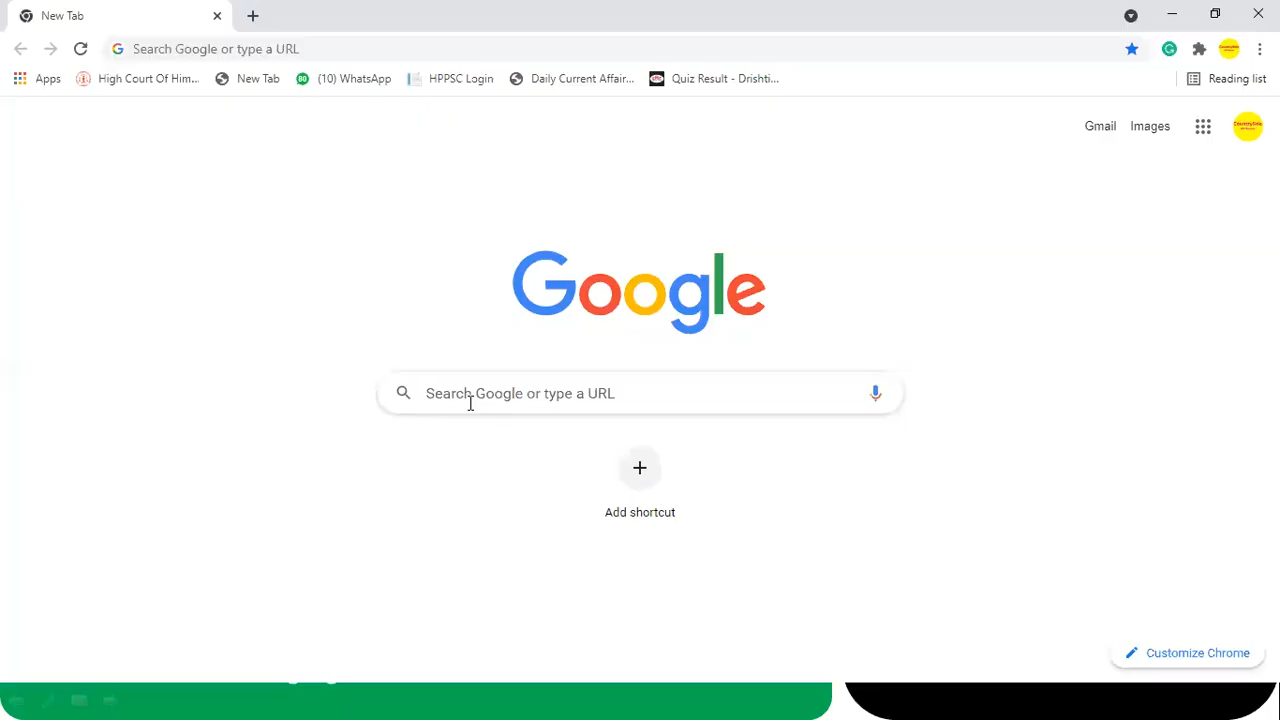 New Tab
Search Google or type a URL
Apps High Court Of Him... New Tab (10) WhatsApp HPPSC Login Daily Current Affair... Quiz Result - Drishti... Reading list
Gmail Images
Google
Search Google or type a URL
Add shortcut
Customize Chrome